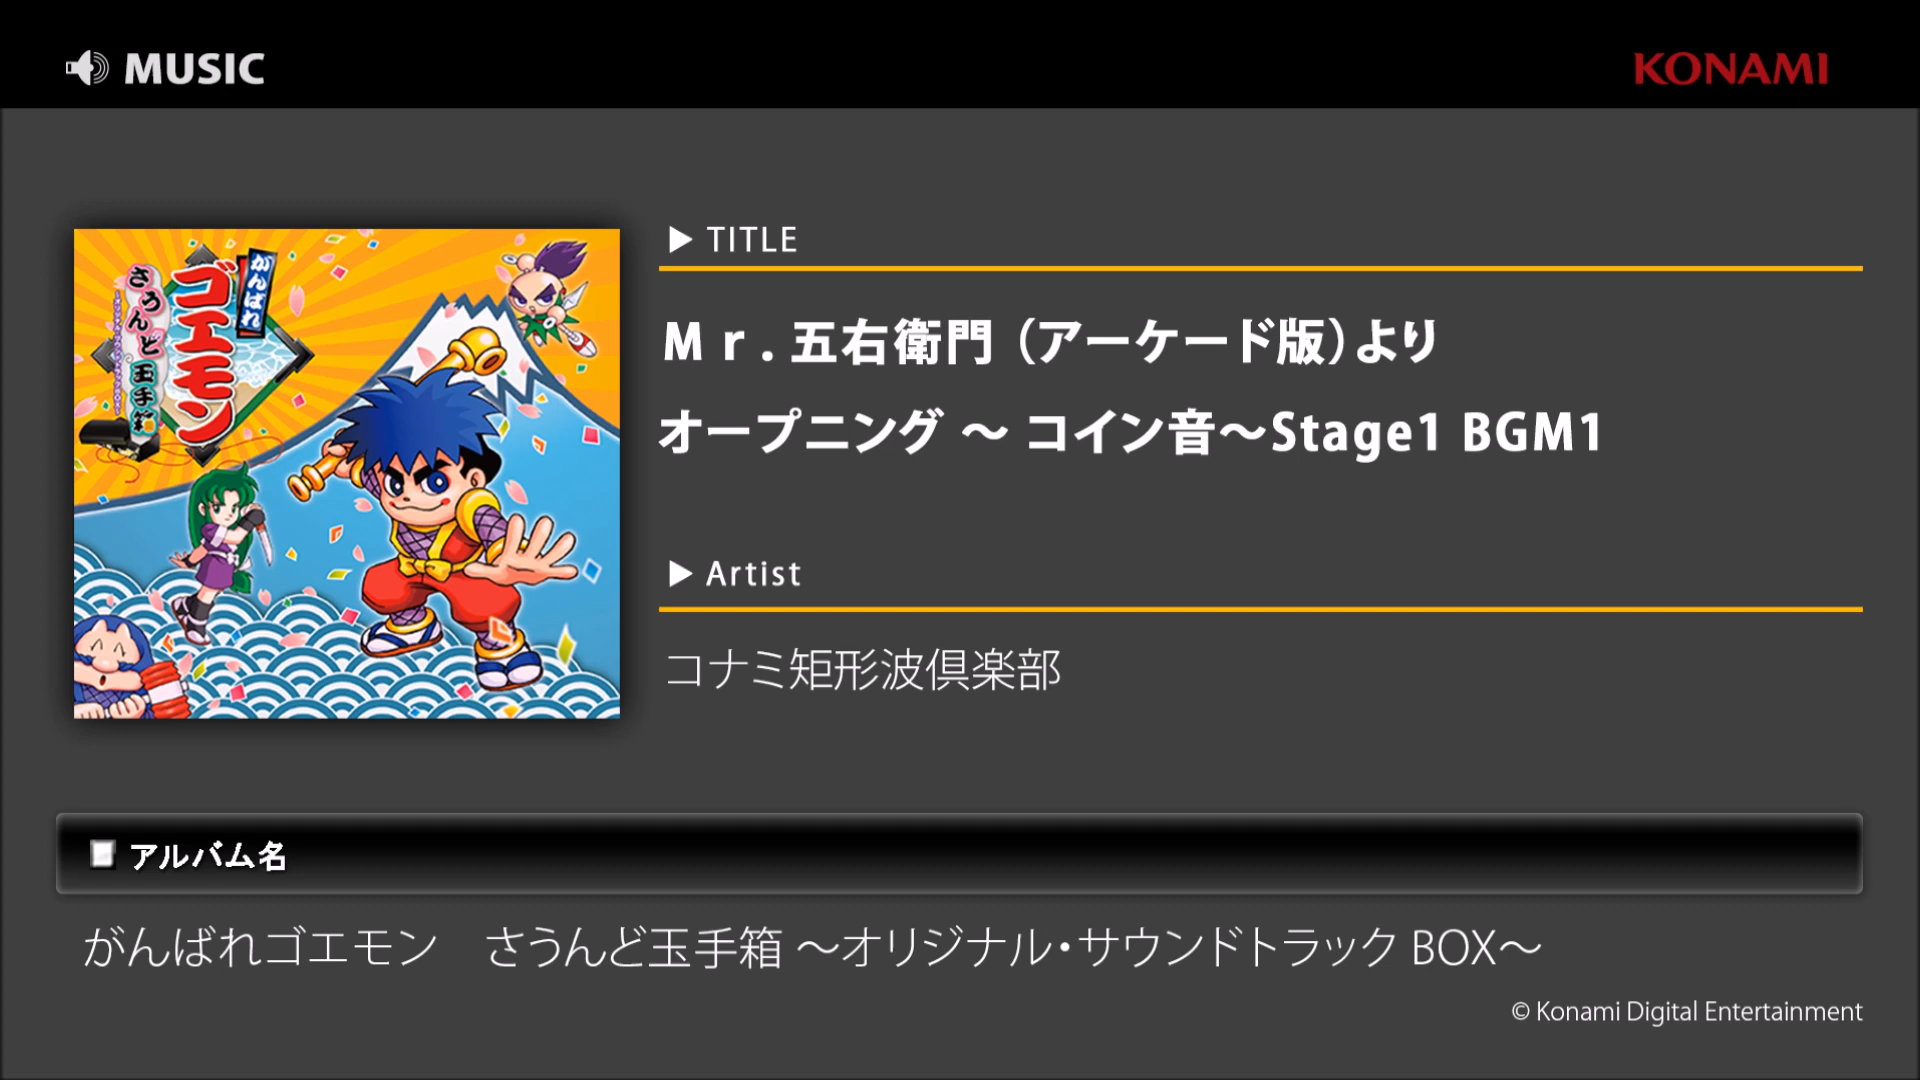 MUSIC
KONAMI
がんばれ
ゴエモン
さうんど玉手箱
▶ TITLE
Mr.五右衛門（アーケード版）より
オープニング ～ コイン音～Stage1 BGM1
▶ Artist
コナミ矩形波倶楽部
アルバム名
がんばれゴエモン　さうんど玉手箱 ～オリジナル・サウンドトラック BOX～
© Konami Digital Entertainment